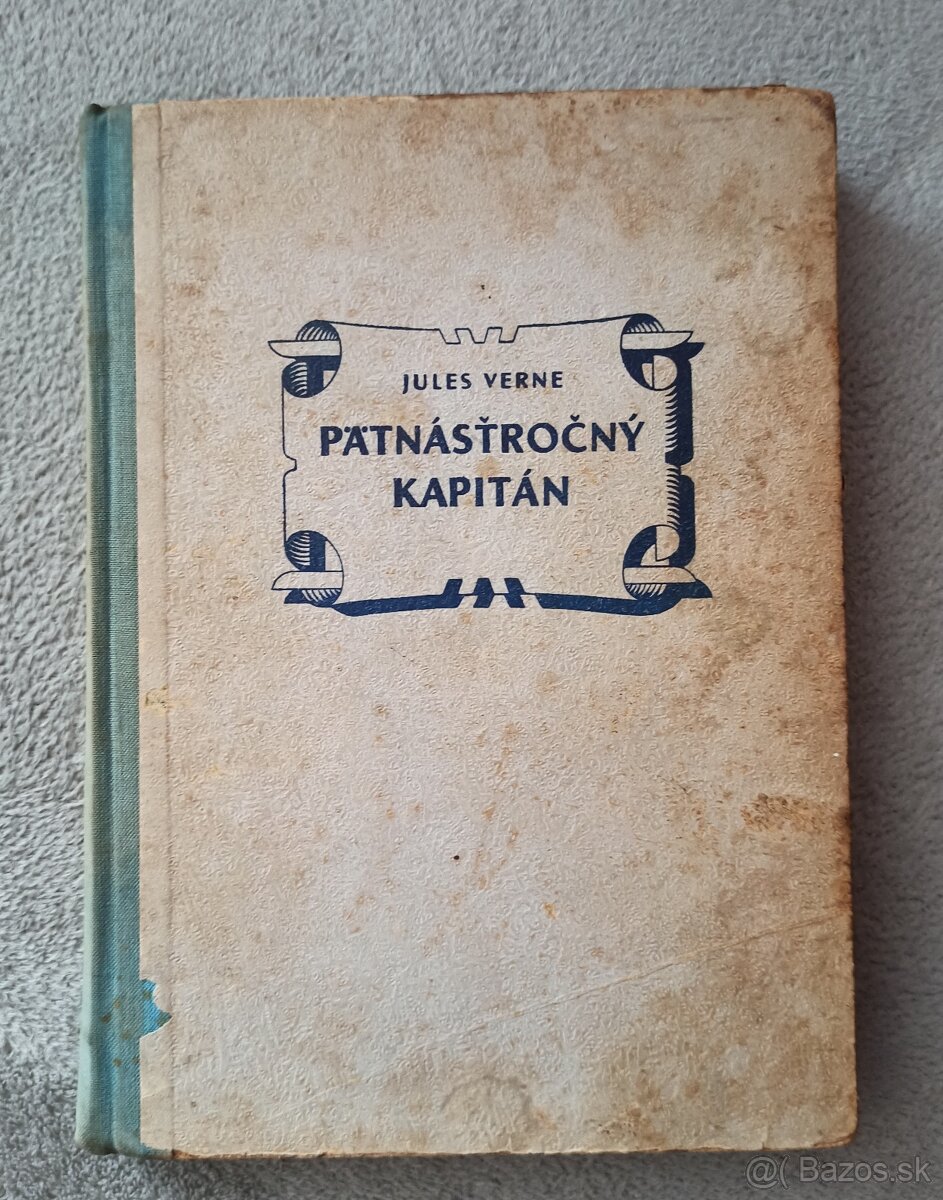 JULES VERNE
PÄTNÁSŤROČNÝ
KAPITÁN
@( Bazos.sk